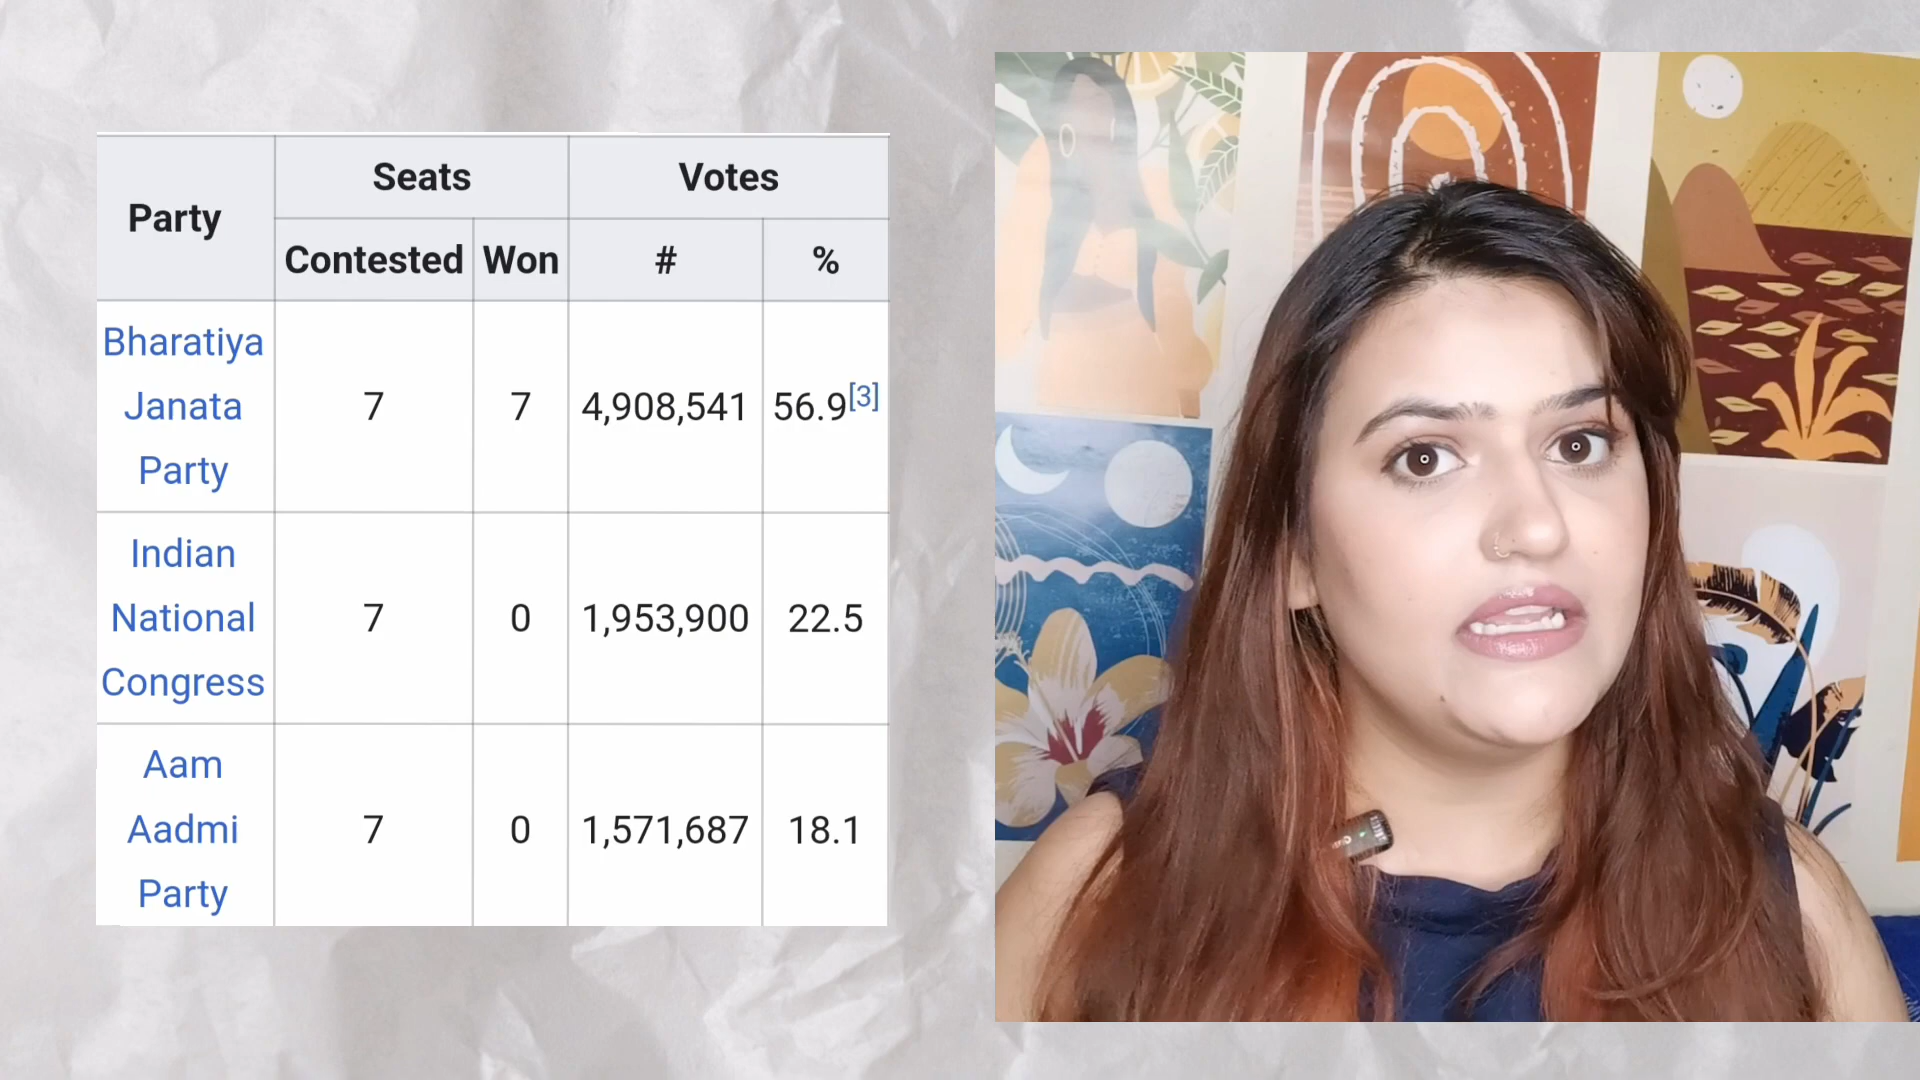 Party Seats Votes
Contested Won # %
Bharatiya
Janata
Party
7 7 4,908,541 56.9[3]
Indian
National
Congress
7 0 1,953,900 22.5
Aam
Aadmi
Party
7 0 1,571,687 18.1